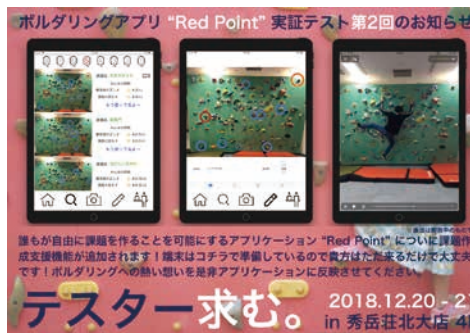 ボルダリングアプリ “Red Point” 実証テスト第2回のお知らせ
誰もが自由に課題を作ることを可能にするアプリケーション “Red Point” についに課題作
成支援機能が追加されます！端末はコチラで準備しているので貴方はただ来るだけで大丈夫
です！ボルダリングへの熱い想いを是非アプリケーションに反映させてください。
テスター求む。
2018.12.20 - 2
in 秀岳荘北大店 4